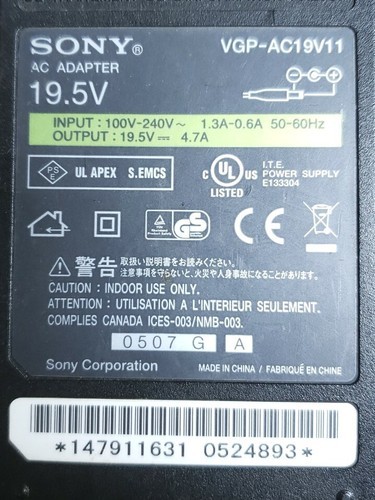 SONY®
VGP-AC19V11
AC ADAPTER
19.5V
INPUT : 100V-240V~ 1.3A-0.6A 50-60Hz
OUTPUT : 19.5V ⎓ 4.7A
PSE
UL APEX S.EMCS
c UL US
LISTED
I.T.E.
POWER SUPPLY
E133304
GS
CE
警告 取扱い説明書をお読みください。
注意事項を守らないと、火災や人身事故になることがあります。
CAUTION : INDOOR USE ONLY.
ATTENTION : UTILISATION A L'INTERIEUR SEULEMENT.
COMPLIES CANADA ICES-003/NMB-003.
0507 G A
Sony Corporation
MADE IN CHINA / FABRIQUÉ EN CHINE
*147911631 0524893*